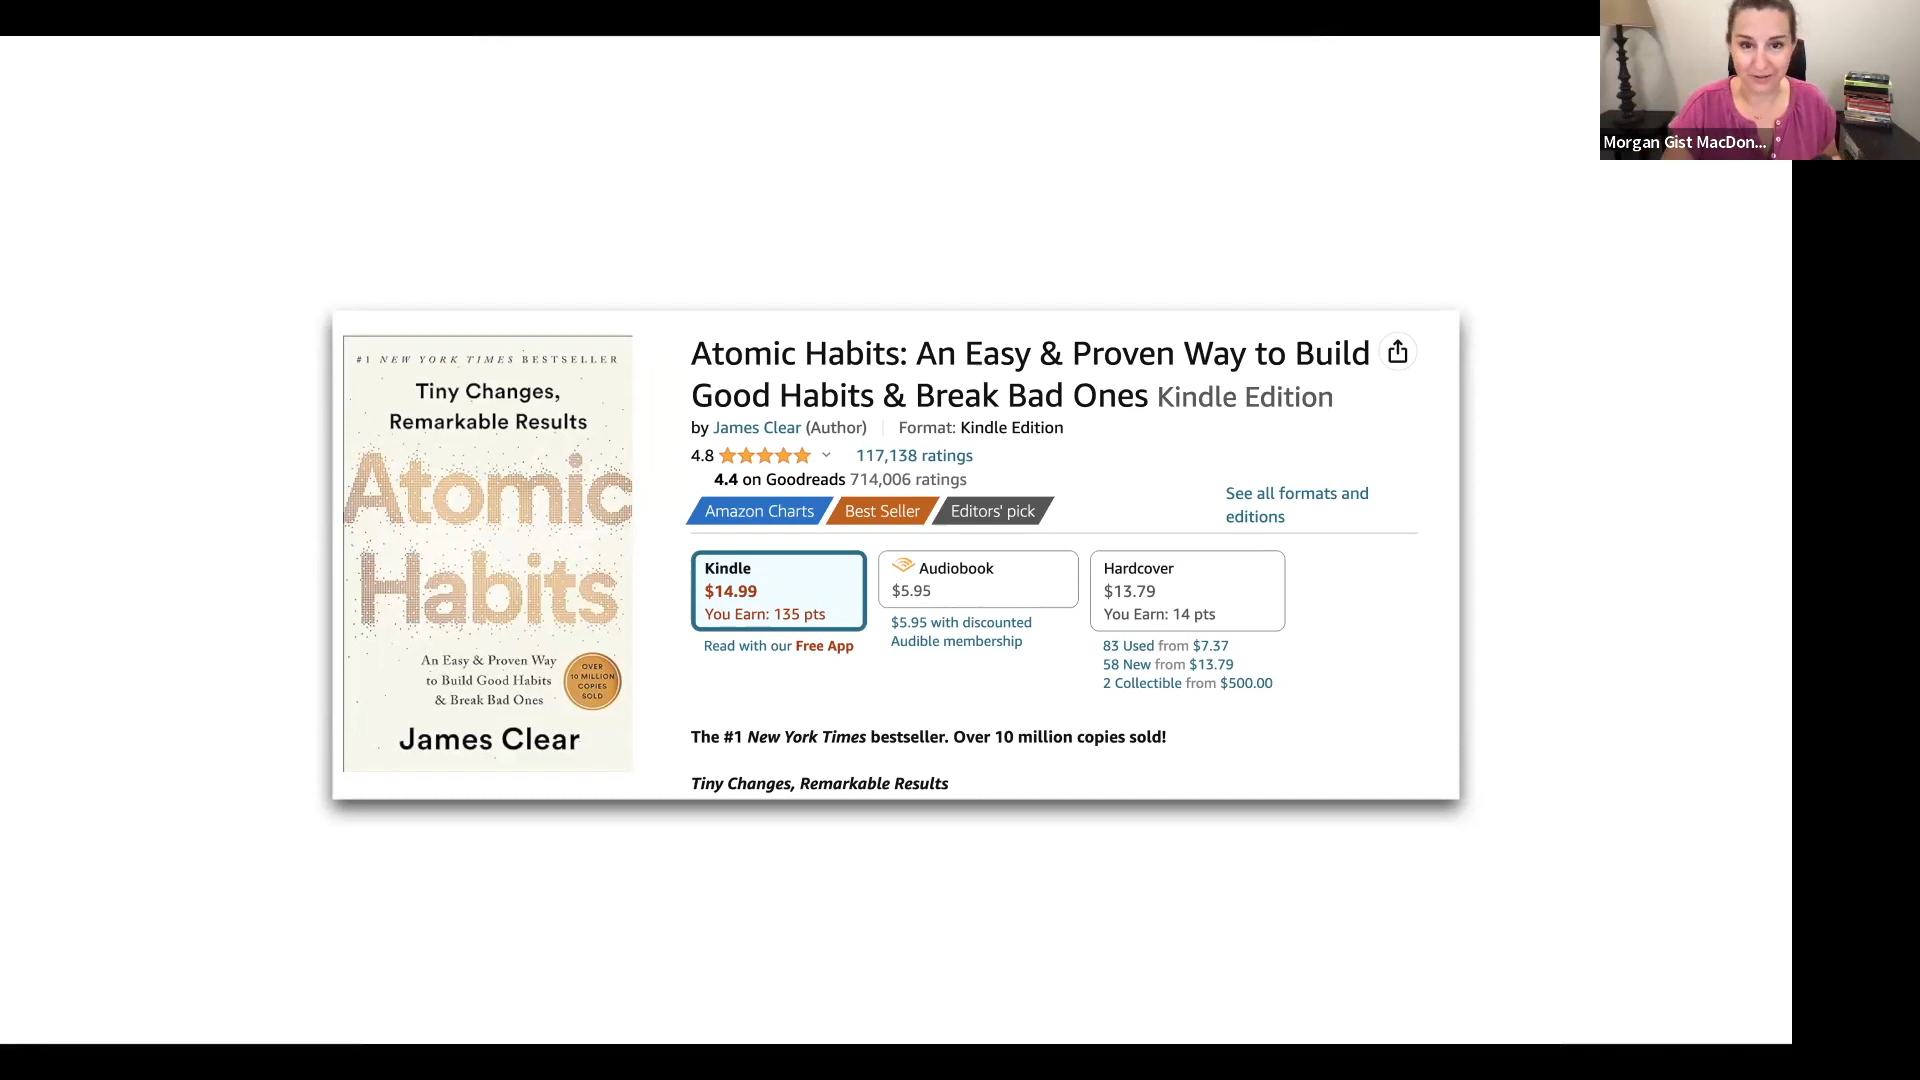 Morgan Gist MacDon...
#1 NEW YORK TIMES BESTSELLER
Tiny Changes,
Remarkable Results
Atomic
Habits
An Easy & Proven Way
to Build Good Habits
& Break Bad Ones
OVER
10 MILLION
COPIES
SOLD
James Clear
Atomic Habits: An Easy & Proven Way to Build
Good Habits & Break Bad Ones Kindle Edition
by James Clear (Author) Format: Kindle Edition
4.8 117,138 ratings
4.4 on Goodreads 714,006 ratings
Amazon Charts Best Seller Editors' pick
See all formats and
editions
Kindle
$14.99
You Earn: 135 pts
Read with our Free App
Audiobook
$5.95
$5.95 with discounted
Audible membership
Hardcover
$13.79
You Earn: 14 pts
83 Used from $7.37
58 New from $13.79
2 Collectible from $500.00
The #1 New York Times bestseller. Over 10 million copies sold!
Tiny Changes, Remarkable Results